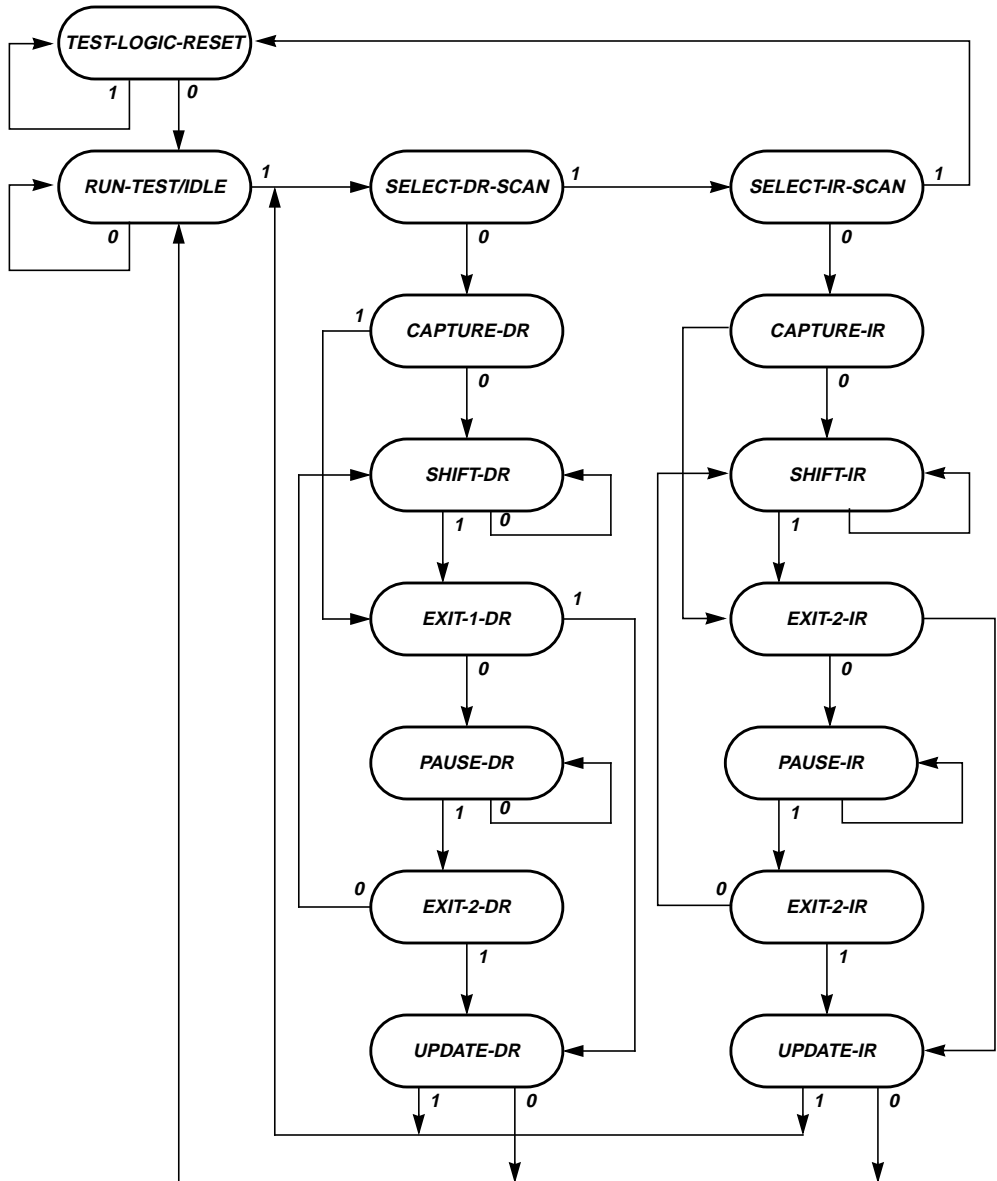 TEST-LOGIC-RESET
1 0
RUN-TEST/IDLE 1 SELECT-DR-SCAN 1 SELECT-IR-SCAN 1
0 0 0
1 CAPTURE-DR CAPTURE-IR
0 0
SHIFT-DR SHIFT-IR
1 0 1
EXIT-1-DR 1 EXIT-2-IR
0 0
PAUSE-DR PAUSE-IR
1 0 1
0 EXIT-2-DR 0 EXIT-2-IR
1 1
UPDATE-DR UPDATE-IR
1 0 1 0